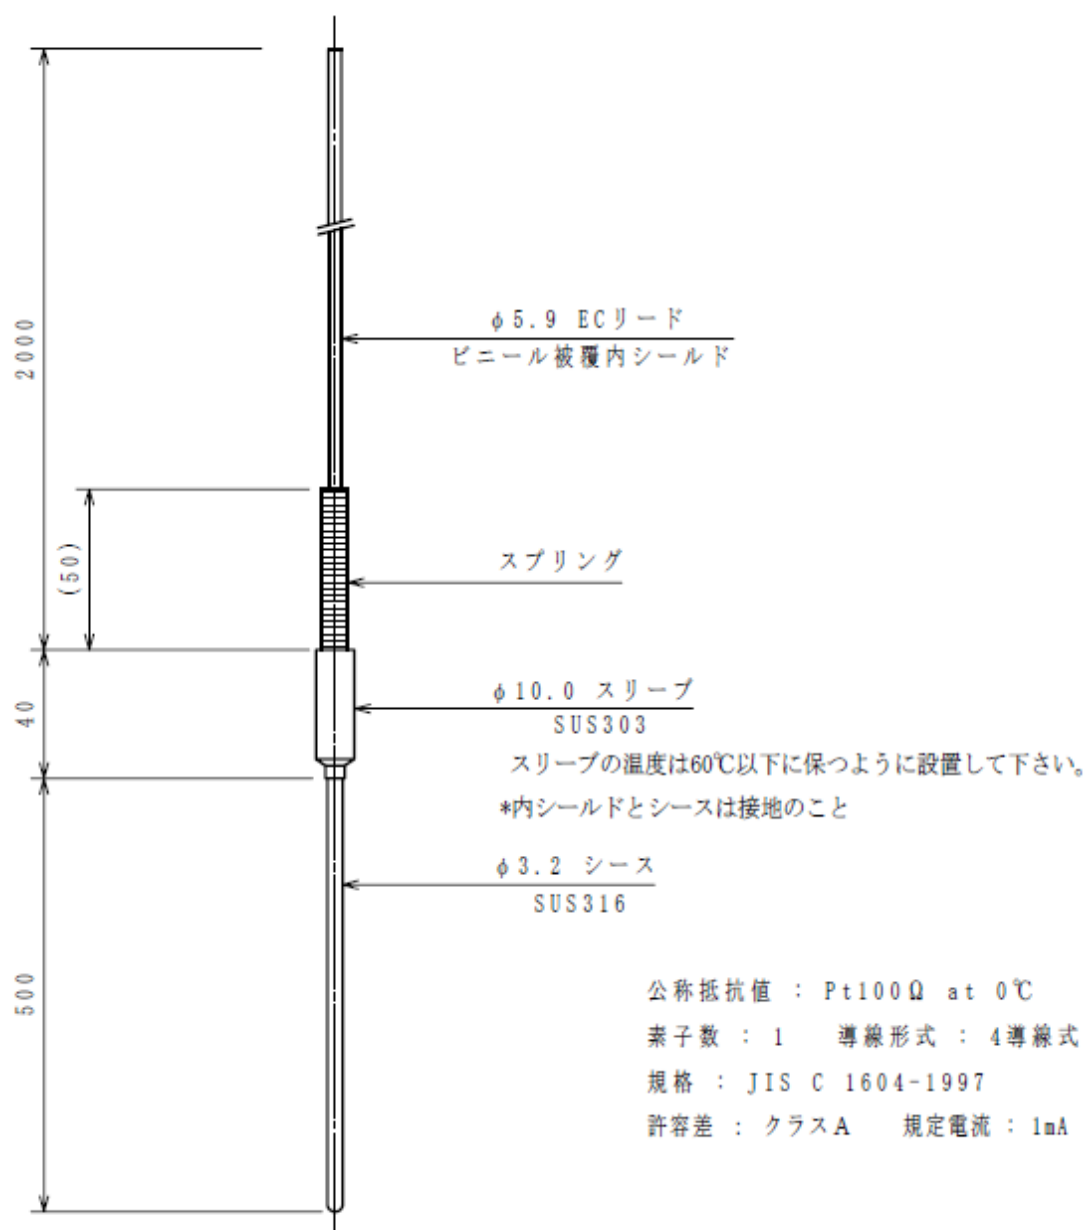 2000
φ5.9 ECリード
ビニール被覆内シールド
(50)
スプリング
40
φ10.0 スリーブ
SUS303
スリーブの温度は60℃以下に保つように設置して下さい。
*内シールドとシースは接地のこと
φ3.2 シース
SUS316
500
公称抵抗値 : Pt100Ω at 0℃
素子数 : 1 導線形式 : 4導線式
規格 : JIS C 1604-1997
許容差 : クラスA 規定電流 : 1mA